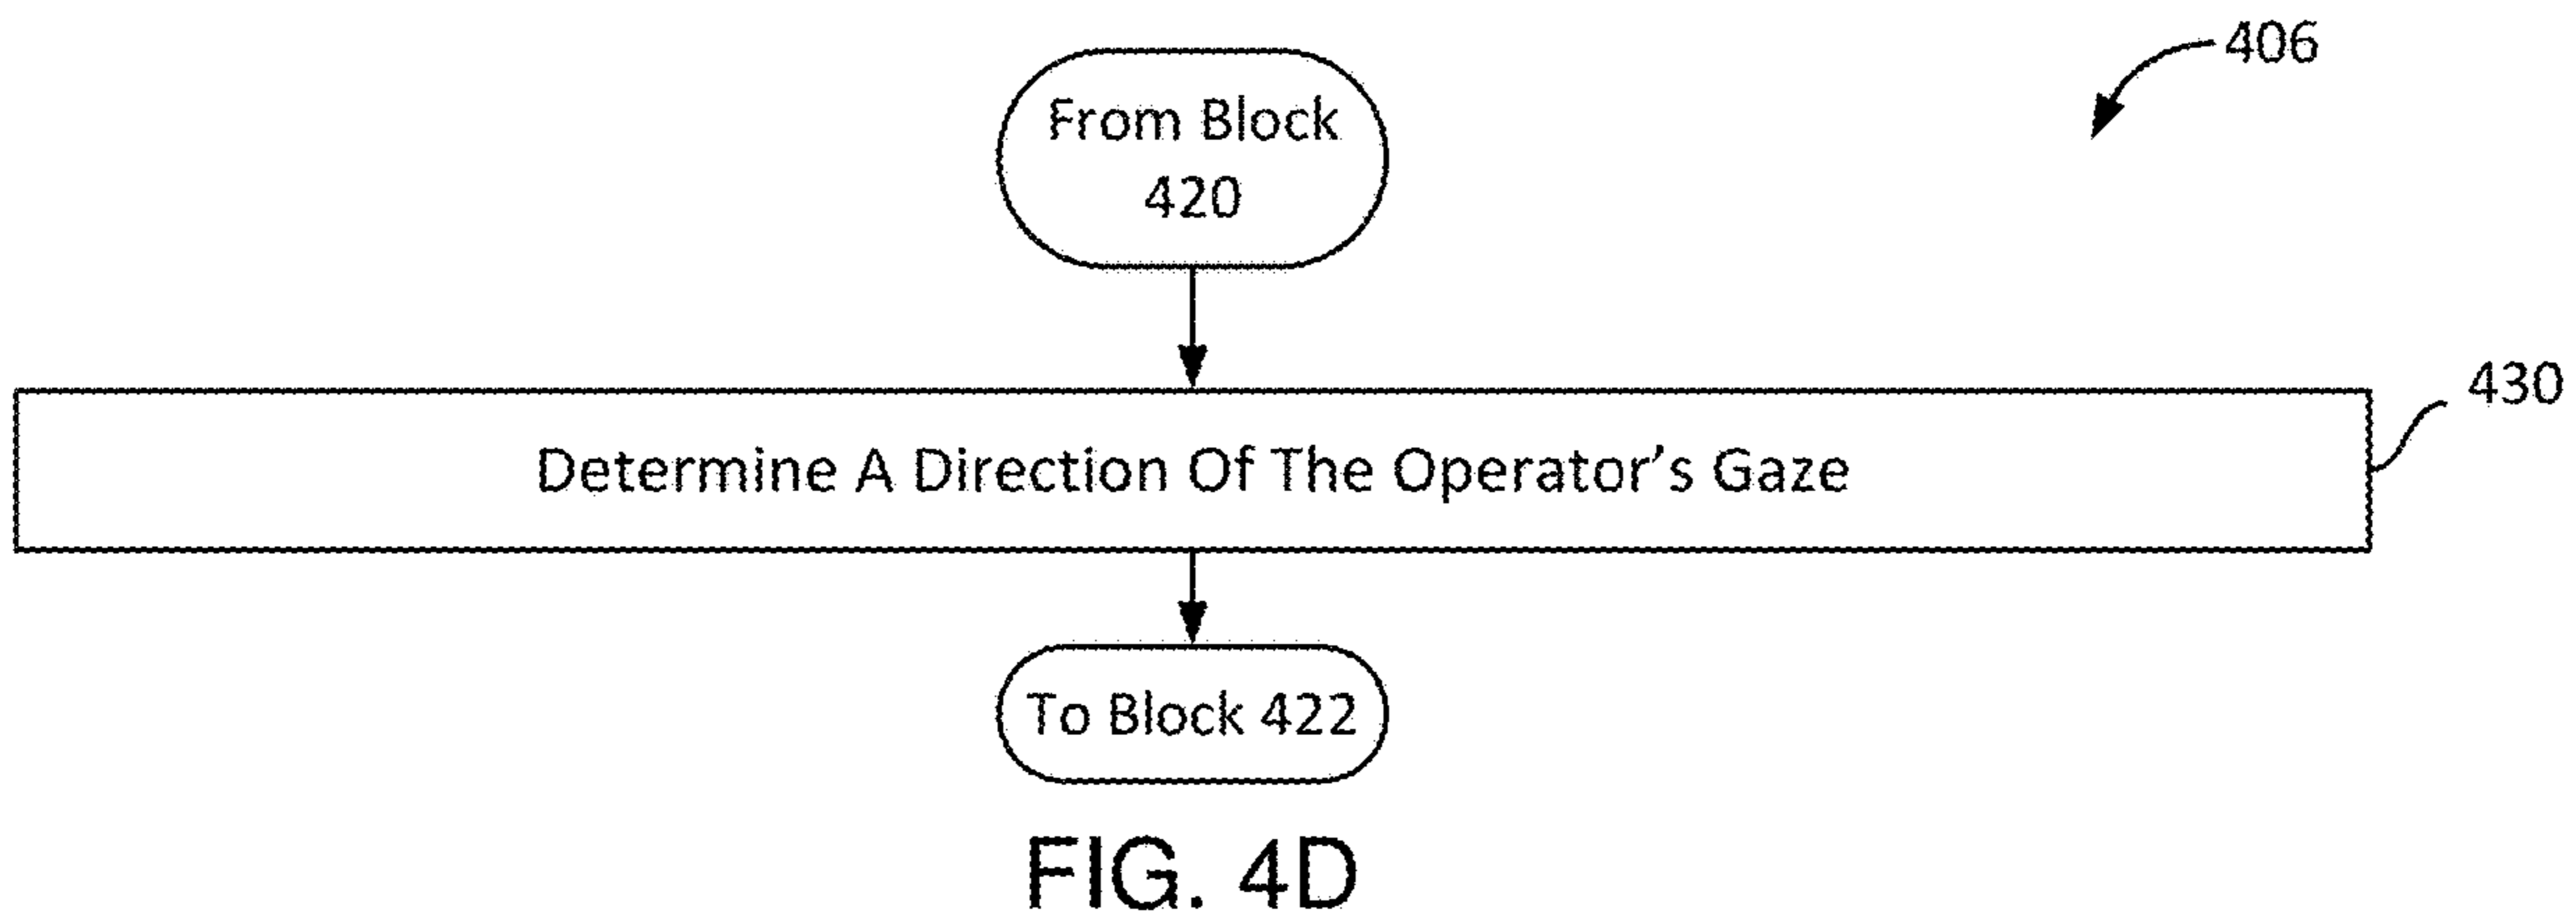 406
From Block
420
430
Determine A Direction Of The Operator's Gaze
To Block 422
FIG. 4D